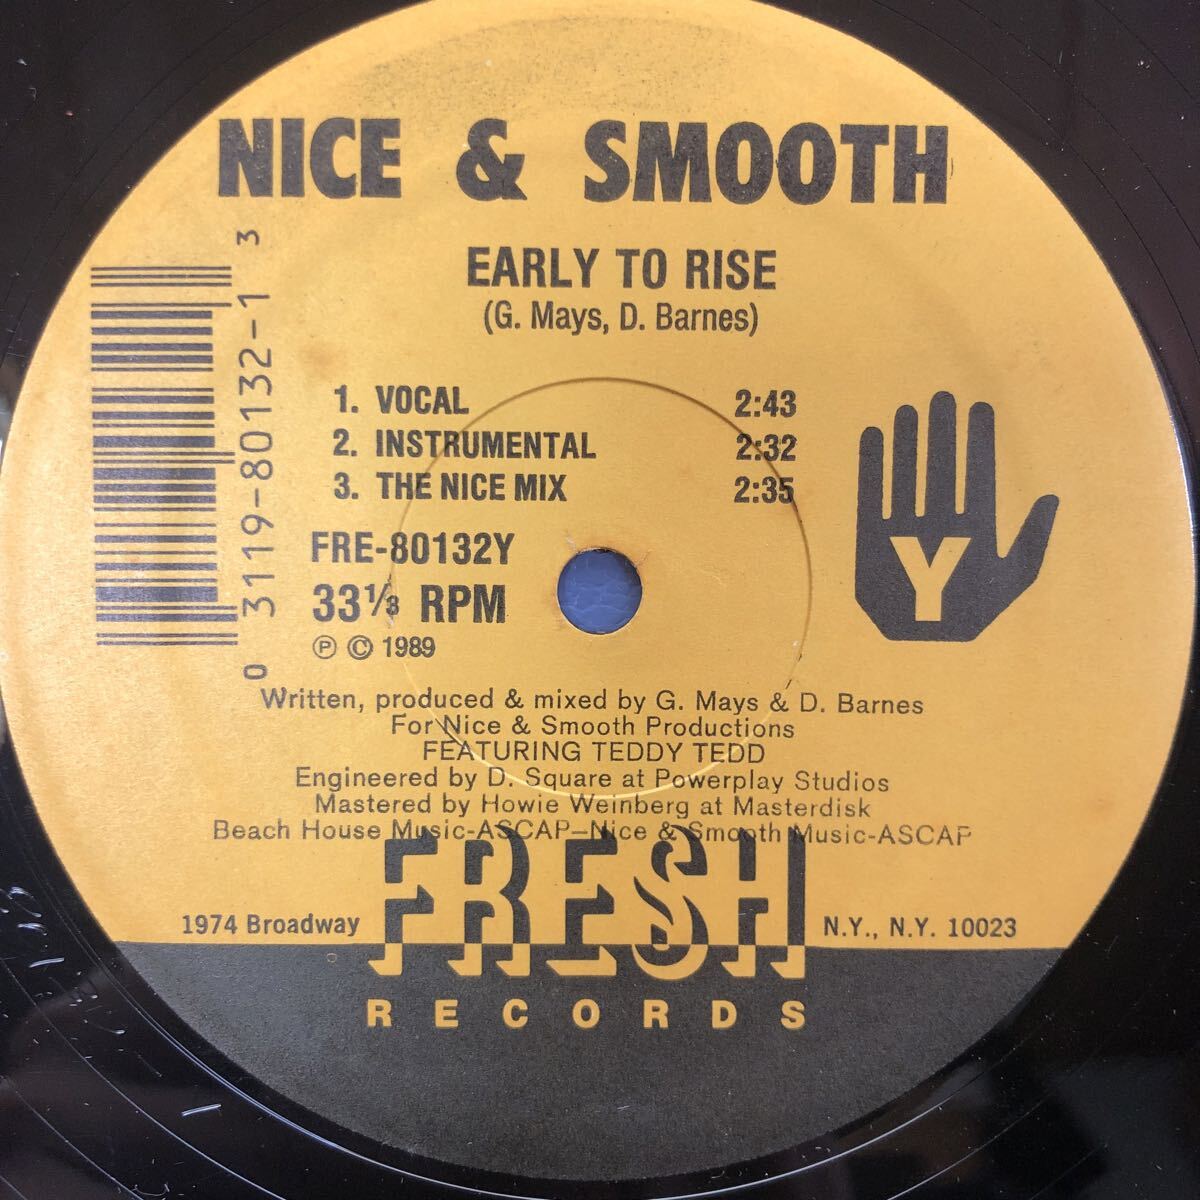 NICE & SMOOTH
EARLY TO RISE
(G. Mays, D. Barnes)
1. VOCAL 2:43
2. INSTRUMENTAL 2:32
3. THE NICE MIX 2:35
0 3119-80132-1 3
FRE-80132Y
33⅓ RPM
Ⓟ © 1989
Y
Written, produced & mixed by G. Mays & D. Barnes
For Nice & Smooth Productions
FEATURING TEDDY TEDD
Engineered by D. Square at Powerplay Studios
Mastered by Howie Weinberg at Masterdisk
Beach House Music-ASCAP–Nice & Smooth Music-ASCAP
1974 Broadway FRESH N.Y., N.Y. 10023
RECORDS